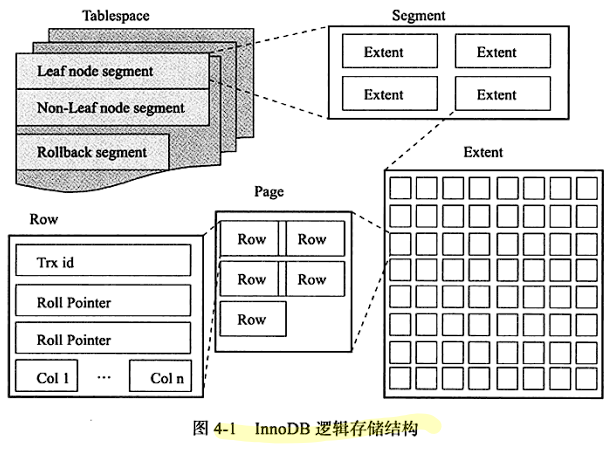 Tablespace
Leaf node segment
Non-Leaf node segment
Rollback segment
Segment
Extent Extent
Extent Extent
Extent
Page
Row Row
Row Row
Row
Row
Trx id
Roll Pointer
Roll Pointer
Col 1 … Col n
图 4-1 InnoDB 逻辑存储结构